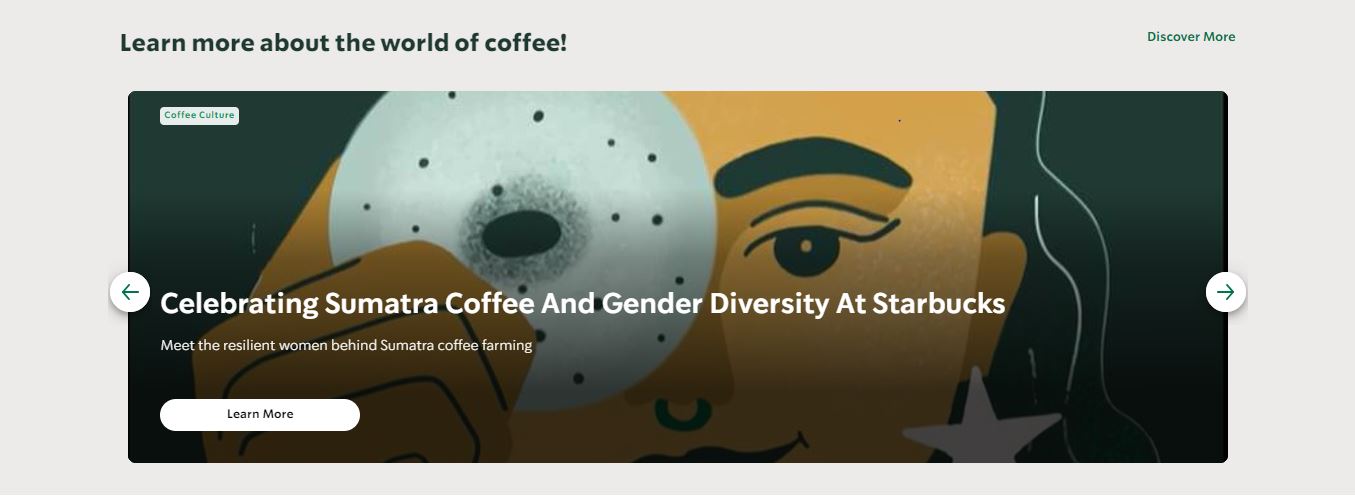 Learn more about the world of coffee!
Discover More
Coffee Culture
Celebrating Sumatra Coffee And Gender Diversity At Starbucks
Meet the resilient women behind Sumatra coffee farming
Learn More